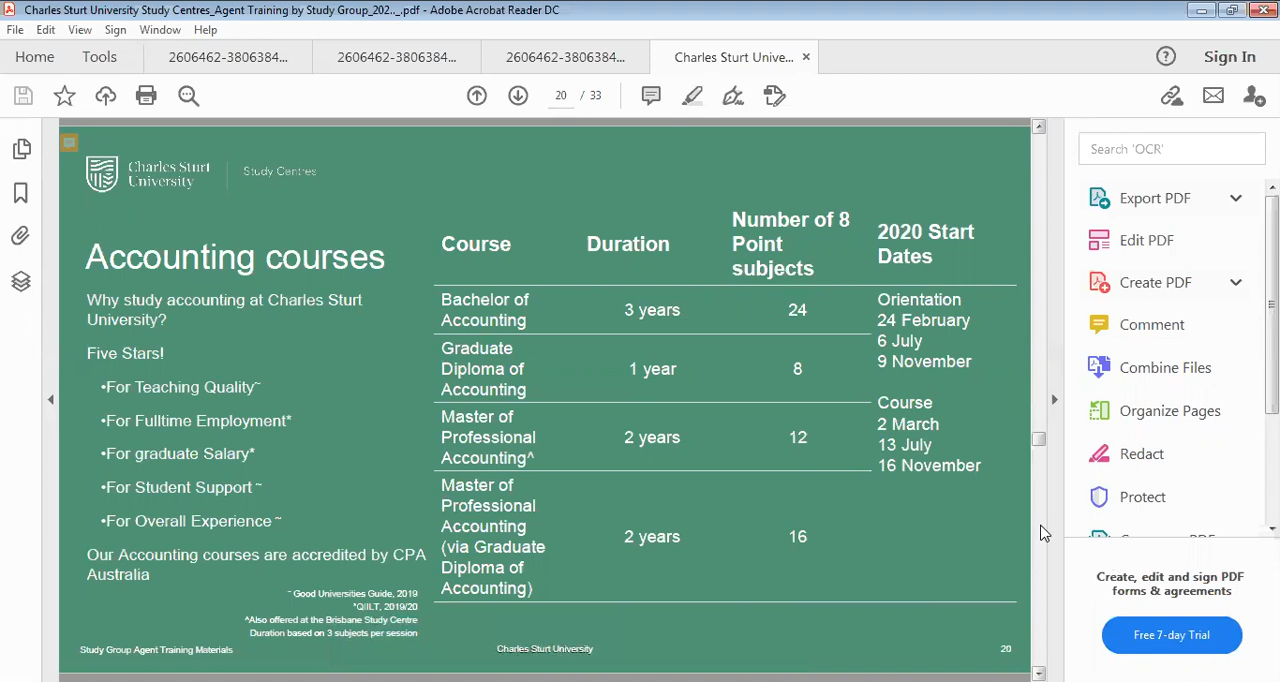 Charles Sturt University Study Centres_Agent Training by Study Group_202.._.pdf - Adobe Acrobat Reader DC
File Edit View Sign Window Help
Home Tools 2606462-3806384... 2606462-3806384... 2606462-3806384... Charles Sturt Unive... ×
Sign In
20 / 33
Search 'OCR'
Export PDF
Edit PDF
Create PDF
Comment
Combine Files
Organize Pages
Redact
Protect
Create, edit and sign PDF
forms & agreements
Free 7-day Trial
Charles Sturt
University
Study Centres
Accounting courses
Why study accounting at Charles Sturt
University?
Five Stars!
•For Teaching Quality~
•For Fulltime Employment*
•For graduate Salary*
•For Student Support ~
•For Overall Experience ~
Our Accounting courses are accredited by CPA
Australia
~ Good Universities Guide, 2019
*QIILT, 2019/20
^Also offered at the Brisbane Study Centre
Duration based on 3 subjects per session
Course
Duration
Number of 8
Point
subjects
2020 Start
Dates
Bachelor of
Accounting
3 years
24
Graduate
Diploma of
Accounting
1 year
8
Master of
Professional
Accounting^
2 years
12
Master of
Professional
Accounting
(via Graduate
Diploma of
Accounting)
2 years
16
Orientation
24 February
6 July
9 November
Course
2 March
13 July
16 November
Study Group Agent Training Materials
Charles Sturt University
20